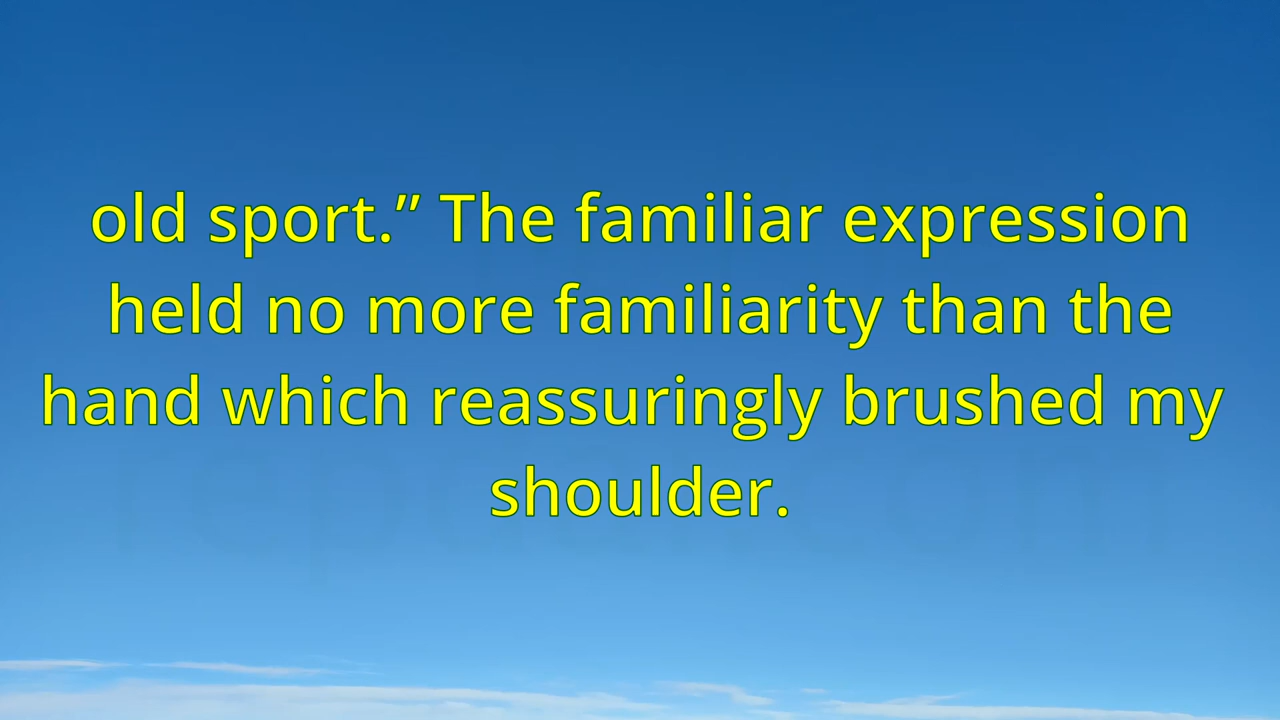 old sport.” The familiar expression
held no more familiarity than the
hand which reassuringly brushed my
shoulder.